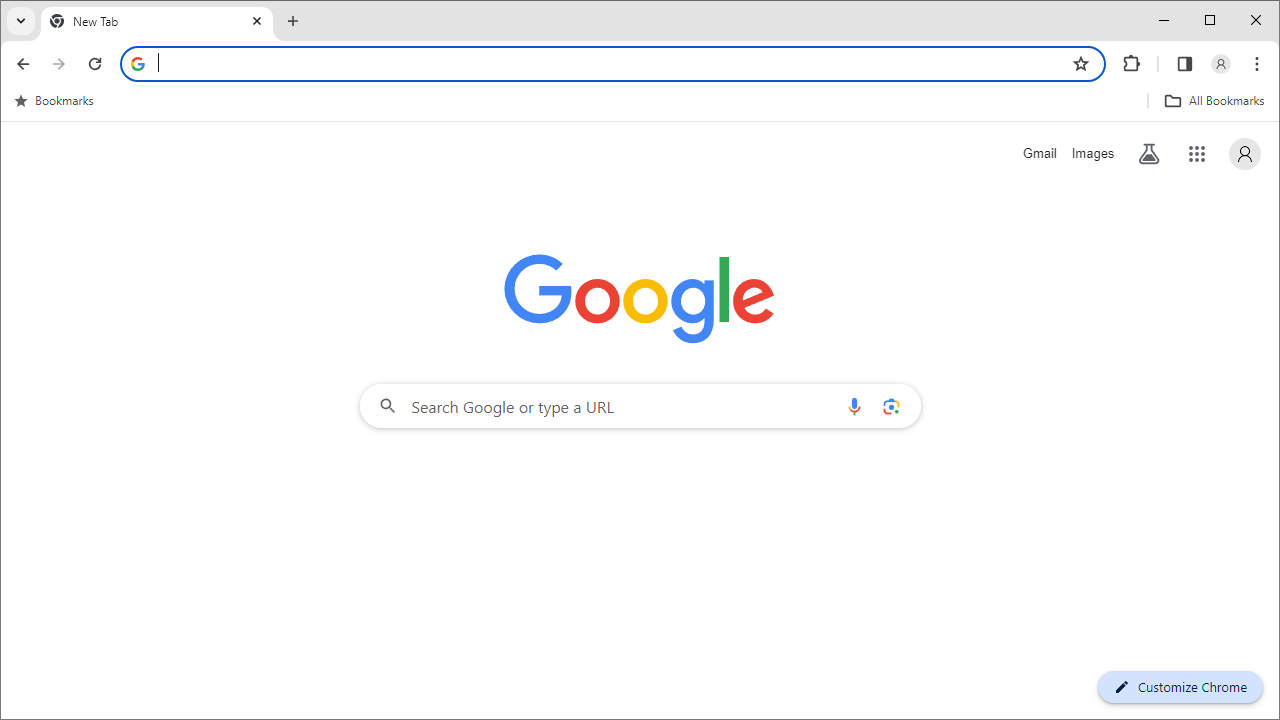 New Tab
Bookmarks
All Bookmarks
Gmail Images
Google
Search Google or type a URL
Customize Chrome